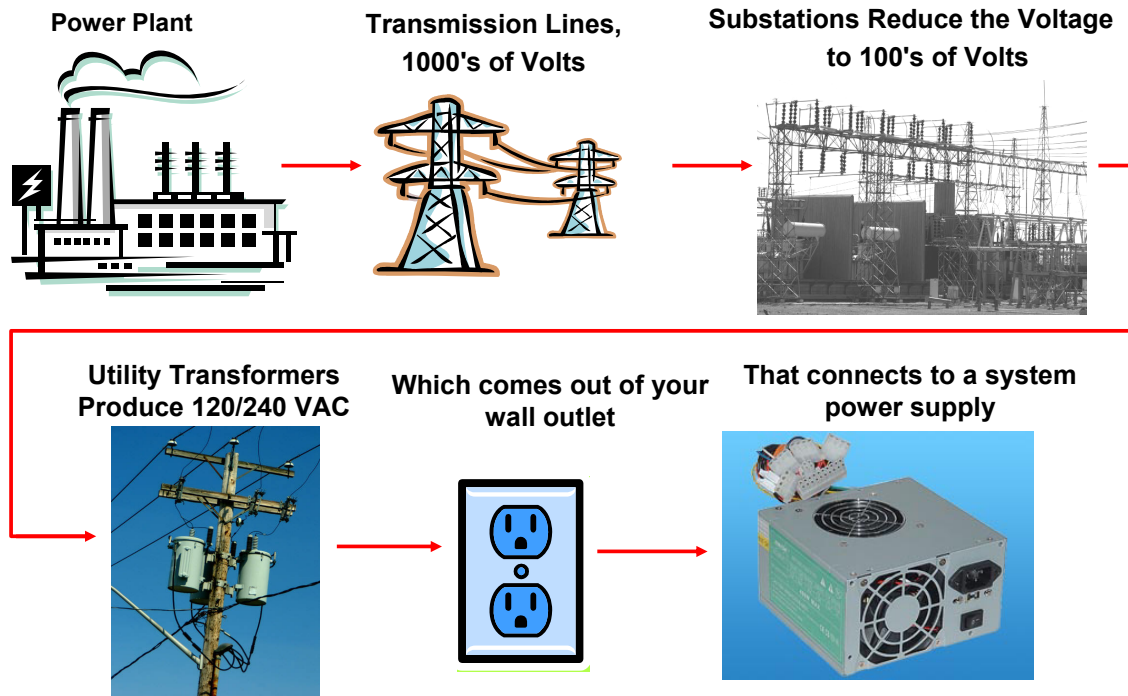 Power Plant
Transmission Lines,
1000's of Volts
Substations Reduce the Voltage
to 100's of Volts
Utility Transformers
Produce 120/240 VAC
Which comes out of your
wall outlet
That connects to a system
power supply